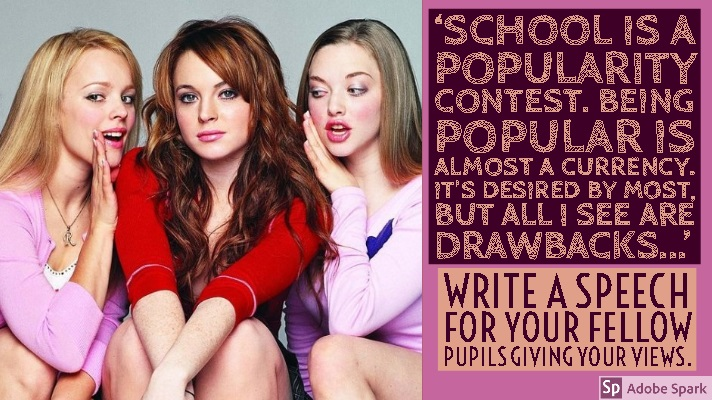 ‘SCHOOL IS A
POPULARITY
CONTEST. BEING
POPULAR IS
ALMOST A CURRENCY.
IT'S DESIRED BY MOST,
BUT ALL I SEE ARE
DRAWBACKS...’
WRITE A SPEECH
FOR YOUR FELLOW
PUPILS GIVING YOUR VIEWS.
Sp Adobe Spark